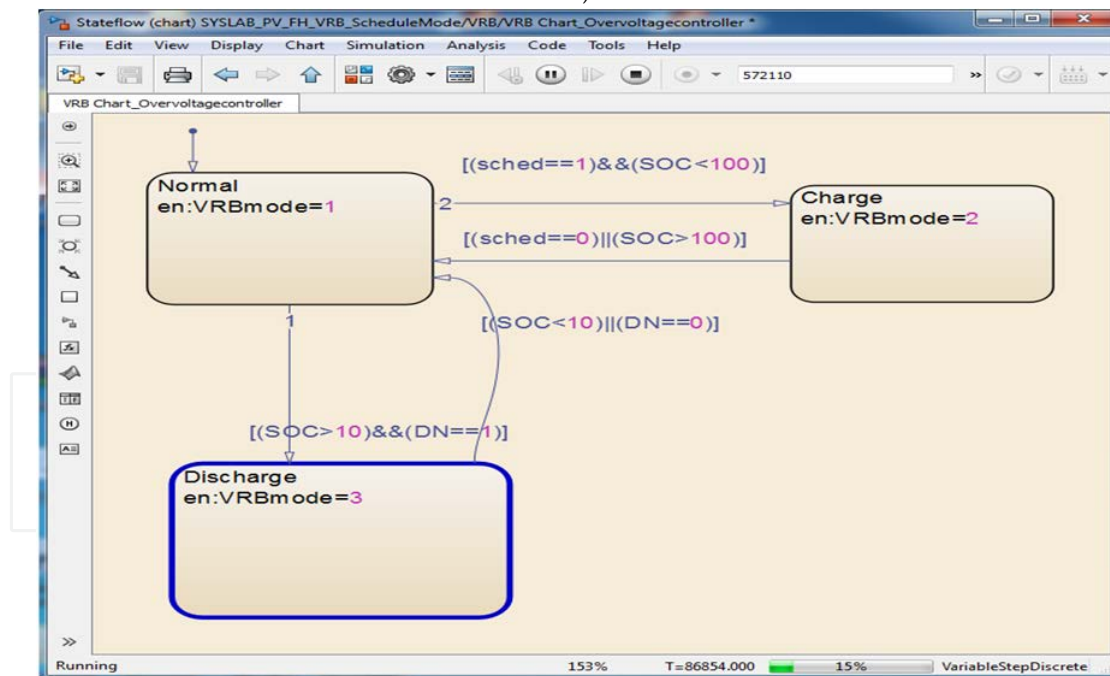 Stateflow (chart) SYSLAB_PV_FH_VRB_ScheduleMode/VRB/VRB Chart_Overvoltagecontroller *
File Edit View Display Chart Simulation Analysis Code Tools Help
572110
VRB Chart_Overvoltagecontroller
[(sched==1)&&(SOC<100)]
Normal
en:VRBmode=1
2
Charge
en:VRBmode=2
[(sched==0)||(SOC>100)]
1
[(SOC<10)||(DN==0)]
[(SOC>10)&&(DN==1)]
Discharge
en:VRBmode=3
Running 153% T=86854.000 15% VariableStepDiscrete